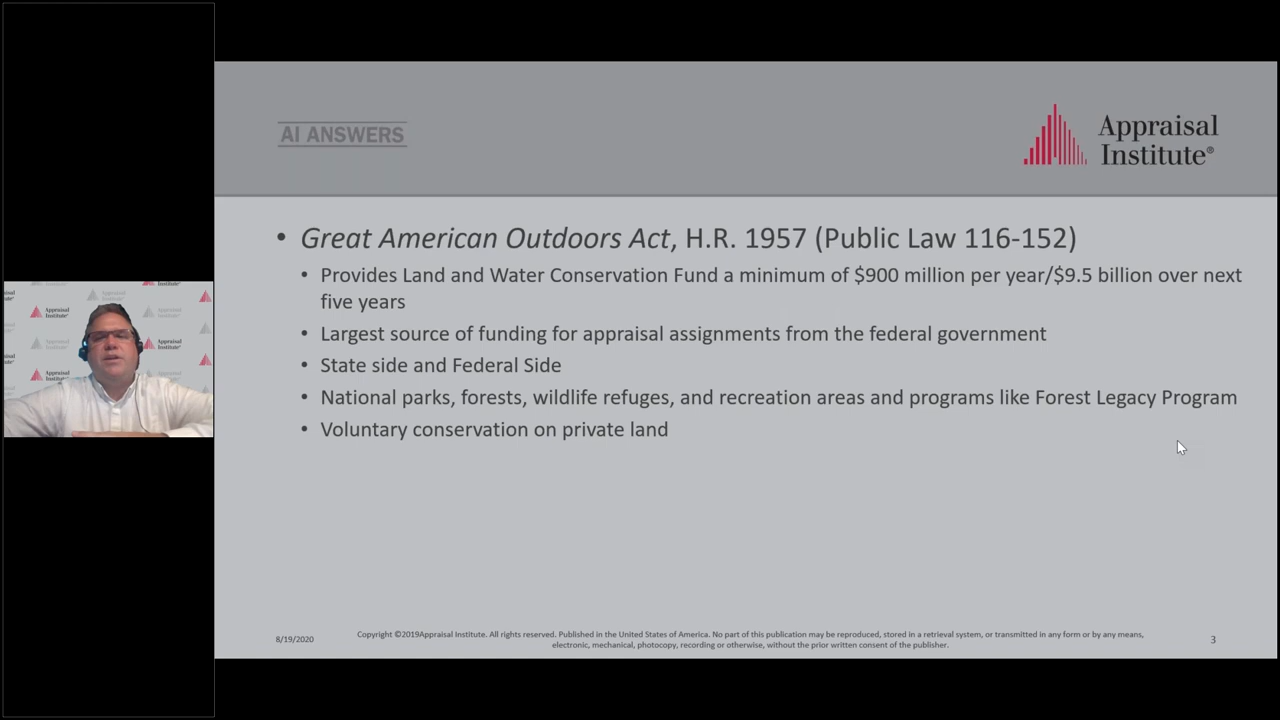 AI ANSWERS
Appraisal
Institute®
• Great American Outdoors Act, H.R. 1957 (Public Law 116-152)
• Provides Land and Water Conservation Fund a minimum of $900 million per year/$9.5 billion over next
five years
• Largest source of funding for appraisal assignments from the federal government
• State side and Federal Side
• National parks, forests, wildlife refuges, and recreation areas and programs like Forest Legacy Program
• Voluntary conservation on private land
Appraisal
Institute
Appraisal
Institute
Appraisal
Institute
8/19/2020
Copyright ©2019Appraisal Institute. All rights reserved. Published in the United States of America. No part of this publication may be reproduced, stored in a retrieval system, or transmitted in any form or by any means,
electronic, mechanical, photocopy, recording or otherwise, without the prior written consent of the publisher.
3